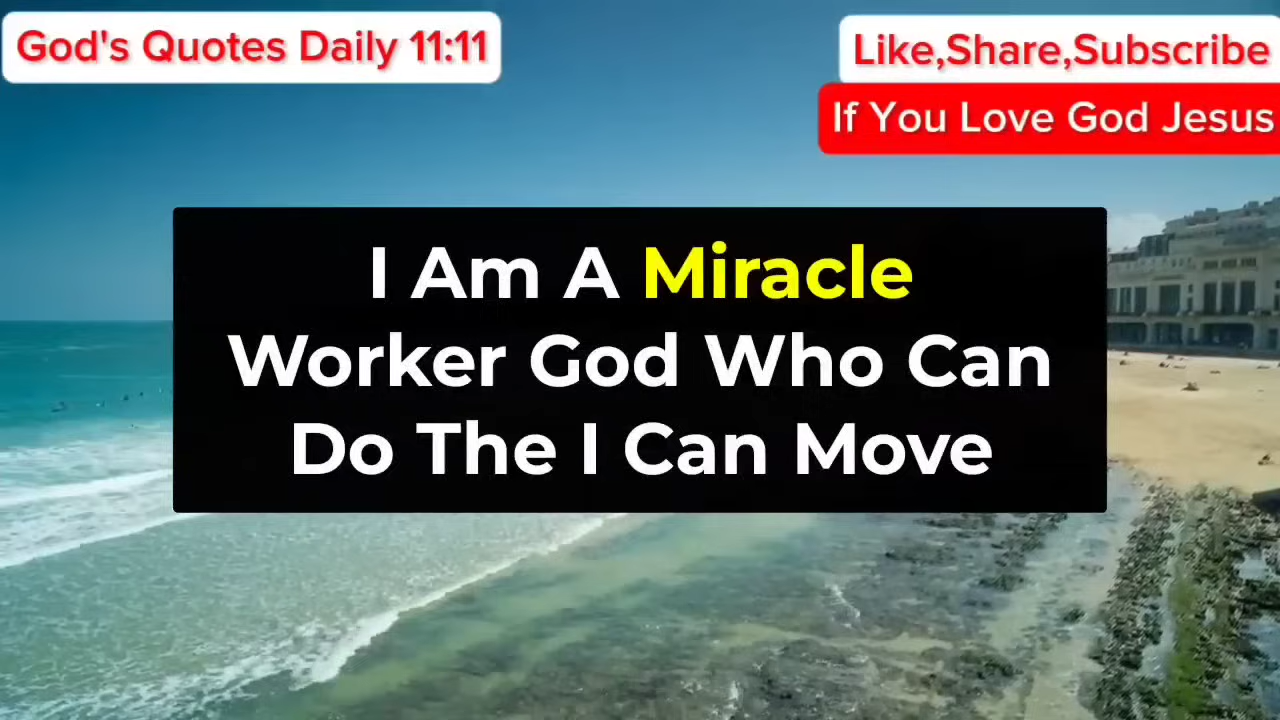 God's Quotes Daily 11:11
Like,Share,Subscribe
If You Love God Jesus
I Am A Miracle
Worker God Who Can
Do The I Can Move